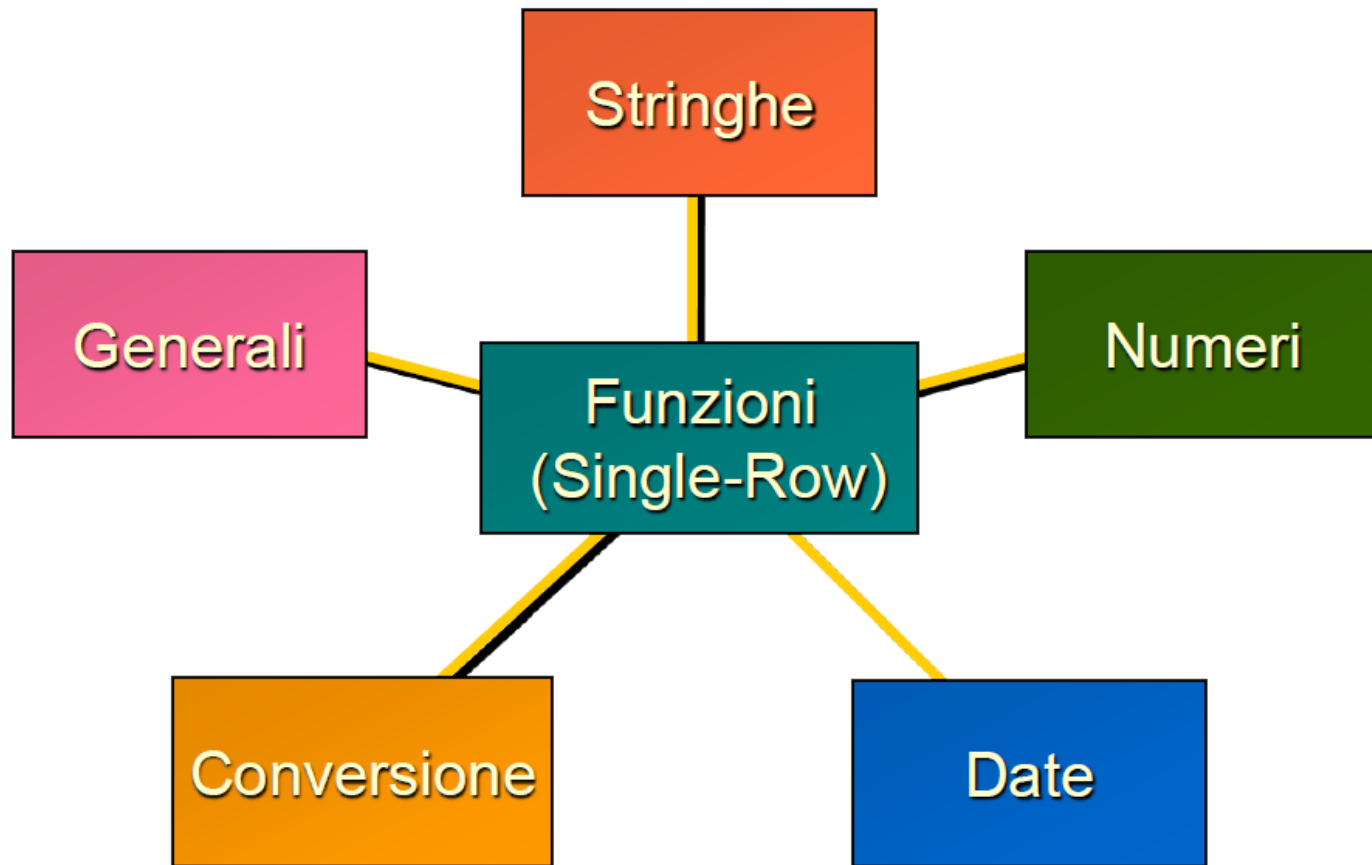 Stringhe
Generali
Numeri
Funzioni
(Single-Row)
Conversione
Date